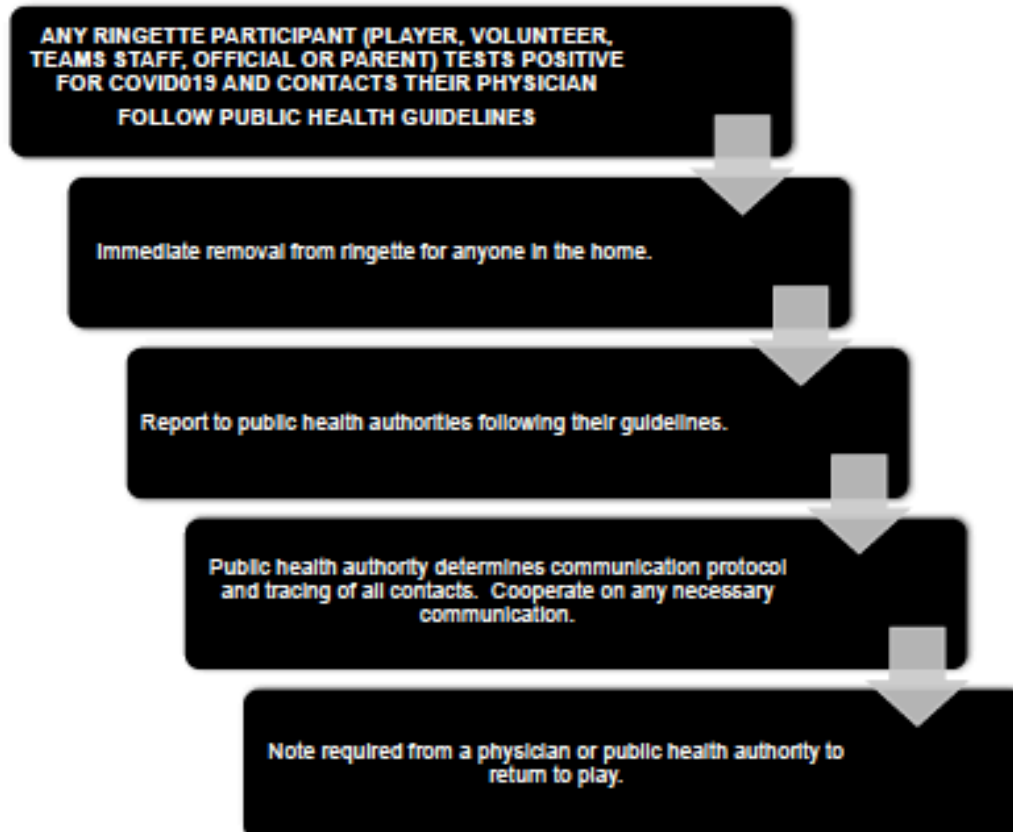 ANY RINGETTE PARTICIPANT (PLAYER, VOLUNTEER,
TEAMS STAFF, OFFICIAL OR PARENT) TESTS POSITIVE
FOR COVID019 AND CONTACTS THEIR PHYSICIAN
FOLLOW PUBLIC HEALTH GUIDELINES
Immediate removal from ringette for anyone in the home.
Report to public health authorities following their guidelines.
Public health authority determines communication protocol
and tracing of all contacts.  Cooperate on any necessary
communication.
Note required from a physician or public health authority to
return to play.